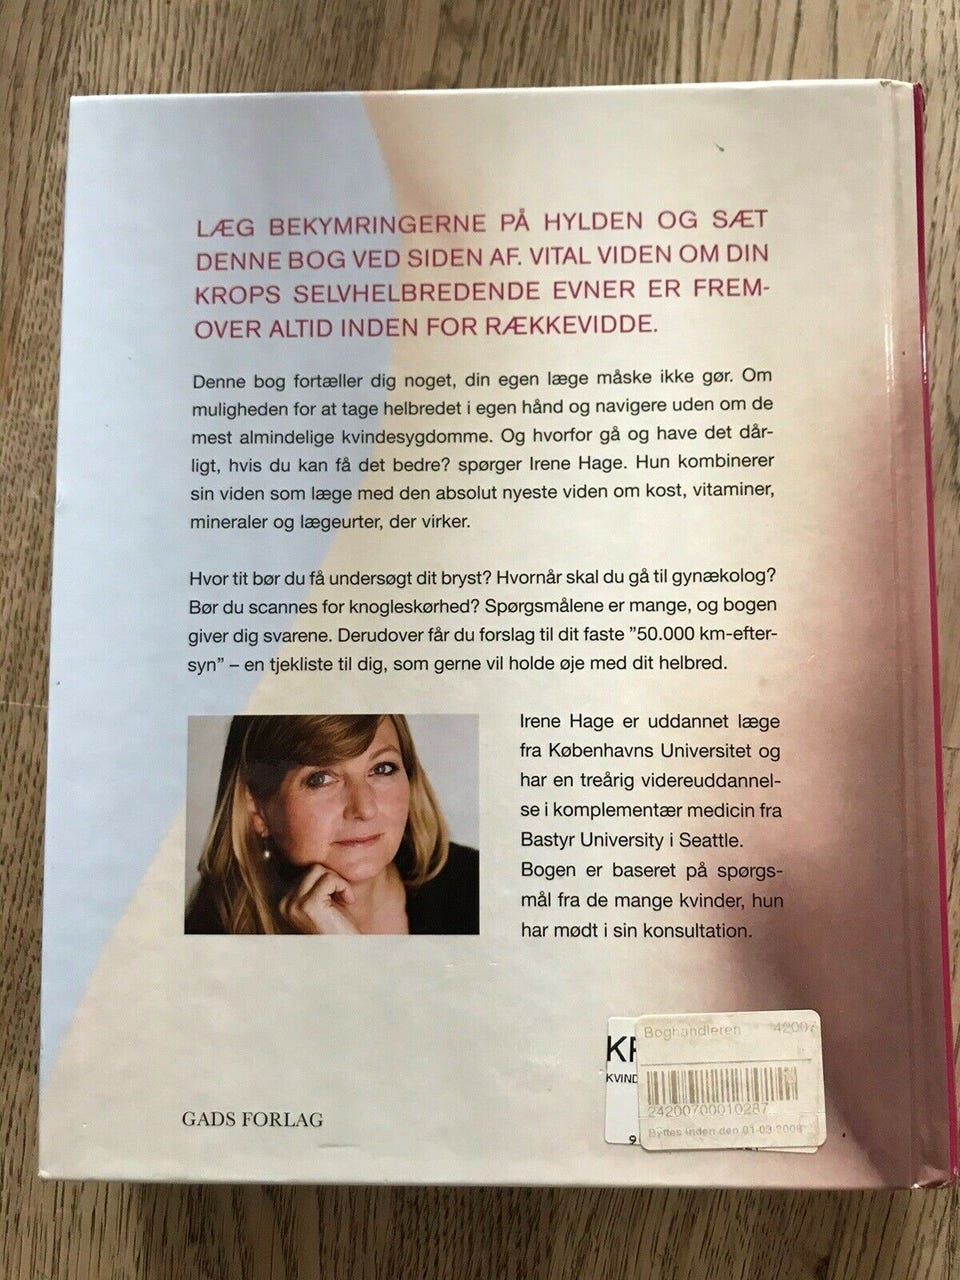 LÆG BEKYMRINGERNE PÅ HYLDEN OG SÆT
DENNE BOG VED SIDEN AF. VITAL VIDEN OM DIN
KROPS SELVHELBREDENDE EVNER ER FREM-
OVER ALTID INDEN FOR RÆKKEVIDDE.
Denne bog fortæller dig noget, din egen læge måske ikke gør. Om
muligheden for at tage helbredet i egen hånd og navigere uden om de
mest almindelige kvindesygdomme. Og hvorfor gå og have det dår-
ligt, hvis du kan få det bedre? spørger Irene Hage. Hun kombinerer
sin viden som læge med den absolut nyeste viden om kost, vitaminer,
mineraler og lægeurter, der virker.
Hvor tit bør du få undersøgt dit bryst? Hvornår skal du gå til gynækolog?
Bør du scannes for knogleskørhed? Spørgsmålene er mange, og bogen
giver dig svarene. Derudover får du forslag til dit faste ”50.000 km-efter-
syn” – en tjekliste til dig, som gerne vil holde øje med dit helbred.
Irene Hage er uddannet læge
fra Københavns Universitet og
har en treårig videreuddannel-
se i komplementær medicin fra
Bastyr University i Seattle.
Bogen er baseret på spørgs-
mål fra de mange kvinder, hun
har mødt i sin konsultation.
GADS FORLAG
KVIND
Boghandleren 42007
24200700010287
Byttes inden den 01-03-2008